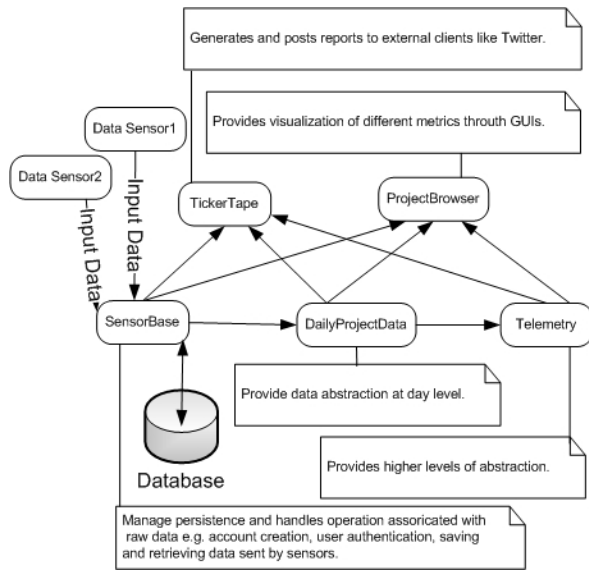 Generates and posts reports to external clients like Twitter.
Provides visualization of different metrics throuth GUIs.
Data Sensor1
Data Sensor2
Input Data
Input Data
TickerTape
ProjectBrowser
SensorBase
DailyProjectData
Telemetry
Provide data abstraction at day level.
Provides higher levels of abstraction.
Database
Manage persistence and handles operation assoricated with
raw data e.g. account creation, user authentication, saving
and retrieving data sent by sensors.